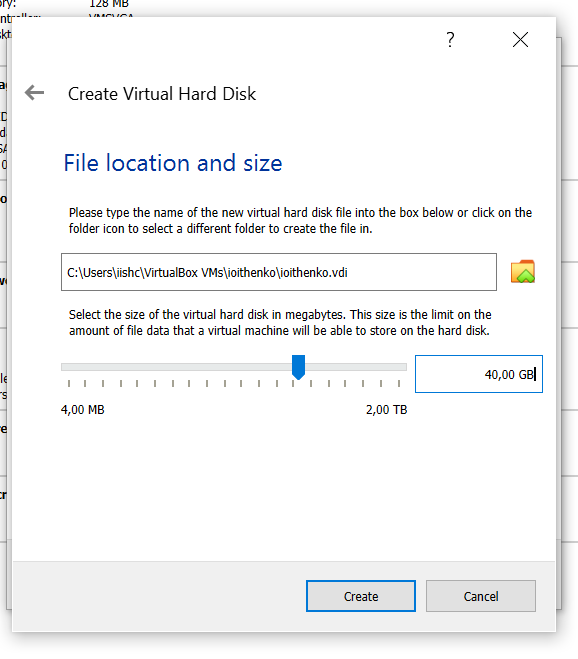 128 MB
?
Create Virtual Hard Disk
File location and size
Please type the name of the new virtual hard disk file into the box below or click on the
folder icon to select a different folder to create the file in.
C:\Users\iishc\VirtualBox VMs\ioithenko\ioithenko.vdi
Select the size of the virtual hard disk in megabytes. This size is the limit on the
amount of file data that a virtual machine will be able to store on the hard disk.
40,00 GB
4,00 MB
2,00 TB
Create
Cancel